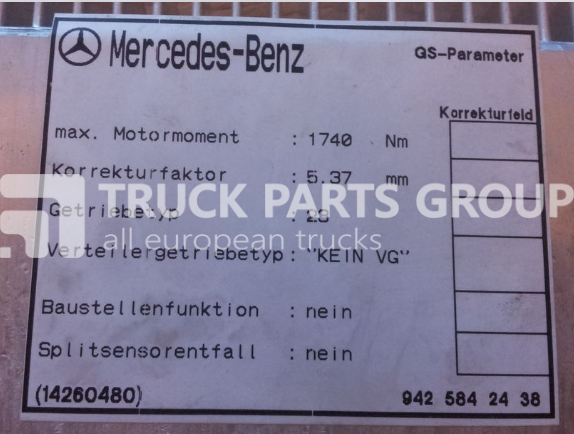 Mercedes-Benz
GS-Parameter
Korrekturfeld
max. Motormoment : 1740 Nm
Korrekturfaktor : 5.37 mm
TRUCK PARTS GROUP
Getriebetyp :
all european trucks
Verteilergetriebetyp: "KEIN VG"
Baustellenfunktion : nein
Splitsensorentfall : nein
(14260480)
942 584 24 38